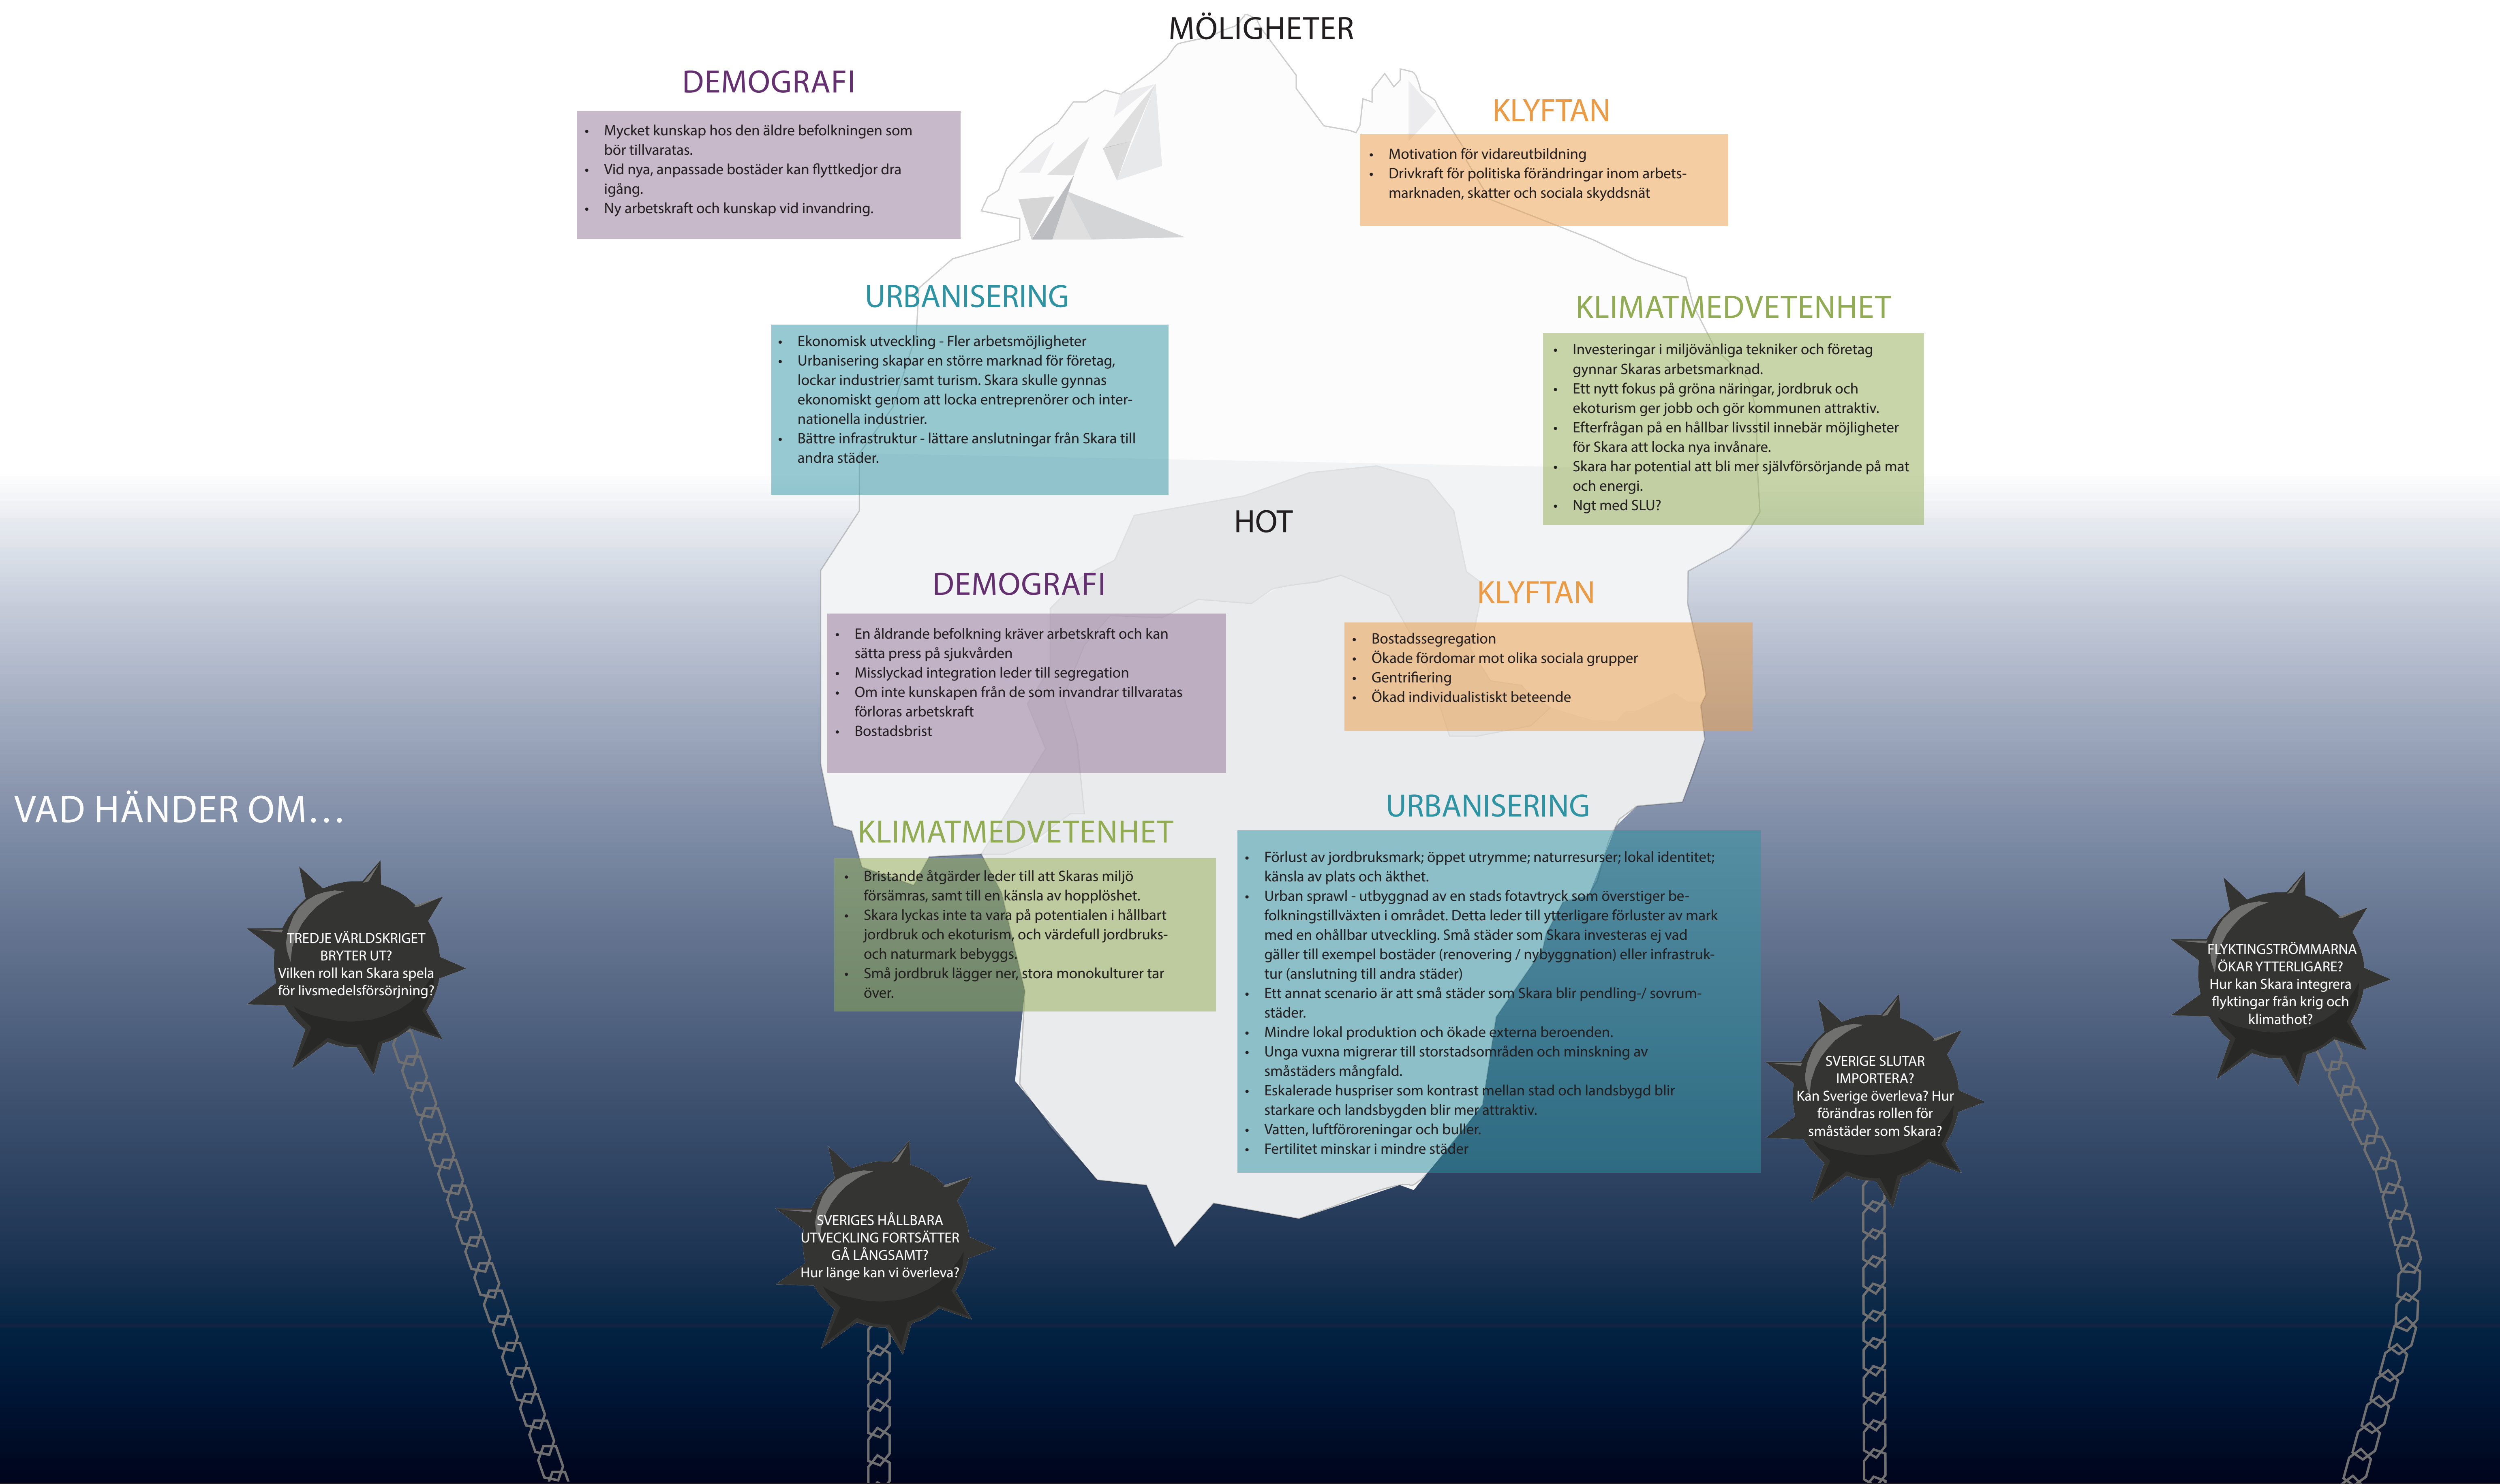 MÖLIGHETER
DEMOGRAFI
• Mycket kunskap hos den äldre befolkningen som
bör tillvaratas.
• Vid nya, anpassade bostäder kan flyttkedjor dra
igång.
• Ny arbetskraft och kunskap vid invandring.
KLYFTAN
• Motivation för vidareutbildning
• Drivkraft för politiska förändringar inom arbets-
marknaden, skatter och sociala skyddsnät
URBANISERING
• Ekonomisk utveckling - Fler arbetsmöjligheter
• Urbanisering skapar en större marknad för företag,
lockar industrier samt turism. Skara skulle gynnas
ekonomiskt genom att locka entreprenörer och inter-
nationella industrier.
• Bättre infrastruktur - lättare anslutningar från Skara till
andra städer.
KLIMATMEDVETENHET
• Investeringar i miljövänliga tekniker och företag
gynnar Skaras arbetsmarknad.
• Ett nytt fokus på gröna näringar, jordbruk och
ekoturism ger jobb och gör kommunen attraktiv.
• Efterfrågan på en hållbar livsstil innebär möjligheter
för Skara att locka nya invånare.
• Skara har potential att bli mer självförsörjande på mat
och energi.
• Ngt med SLU?
HOT
DEMOGRAFI
• En åldrande befolkning kräver arbetskraft och kan
sätta press på sjukvården
• Misslyckad integration leder till segregation
• Om inte kunskapen från de som invandrar tillvaratas
förloras arbetskraft
• Bostadsbrist
KLYFTAN
• Bostadssegregation
• Ökade fördomar mot olika sociala grupper
• Gentrifiering
• Ökad individualistiskt beteende
KLIMATMEDVETENHET
• Bristande åtgärder leder till att Skaras miljö
försämras, samt till en känsla av hopplöshet.
• Skara lyckas inte ta vara på potentialen i hållbart
jordbruk och ekoturism, och värdefull jordbruks-
och naturmark bebyggs.
• Små jordbruk lägger ner, stora monokulturer tar
över.
URBANISERING
• Förlust av jordbruksmark; öppet utrymme; naturresurser; lokal identitet;
känsla av plats och äkthet.
• Urban sprawl - utbyggnad av en stads fotavtryck som överstiger be-
folkningstillväxten i området. Detta leder till ytterligare förluster av mark
med en ohållbar utveckling. Små städer som Skara investeras ej vad
gäller till exempel bostäder (renovering / nybyggnation) eller infrastruk-
tur (anslutning till andra städer)
• Ett annat scenario är att små städer som Skara blir pendling-/ sovrum-
städer.
• Mindre lokal produktion och ökade externa beroenden.
• Unga vuxna migrerar till storstadsområden och minskning av
småstäders mångfald.
• Eskalerade huspriser som kontrast mellan stad och landsbygd blir
starkare och landsbygden blir mer attraktiv.
• Vatten, luftföroreningar och buller.
• Fertilitet minskar i mindre städer
VAD HÄNDER OM…
TREDJE VÄRLDSKRIGET
BRYTER UT?
Vilken roll kan Skara spela
för livsmedelsförsörjning?
SVERIGES HÅLLBARA
UTVECKLING FORTSÄTTER
GÅ LÅNGSAMT?
Hur länge kan vi överleva?
SVERIGE SLUTAR
IMPORTERA?
Kan Sverige överleva? Hur
förändras rollen för
småstäder som Skara?
FLYKTINGSTRÖMMARNA
ÖKAR YTTERLIGARE?
Hur kan Skara integrera
flyktingar från krig och
klimathot?